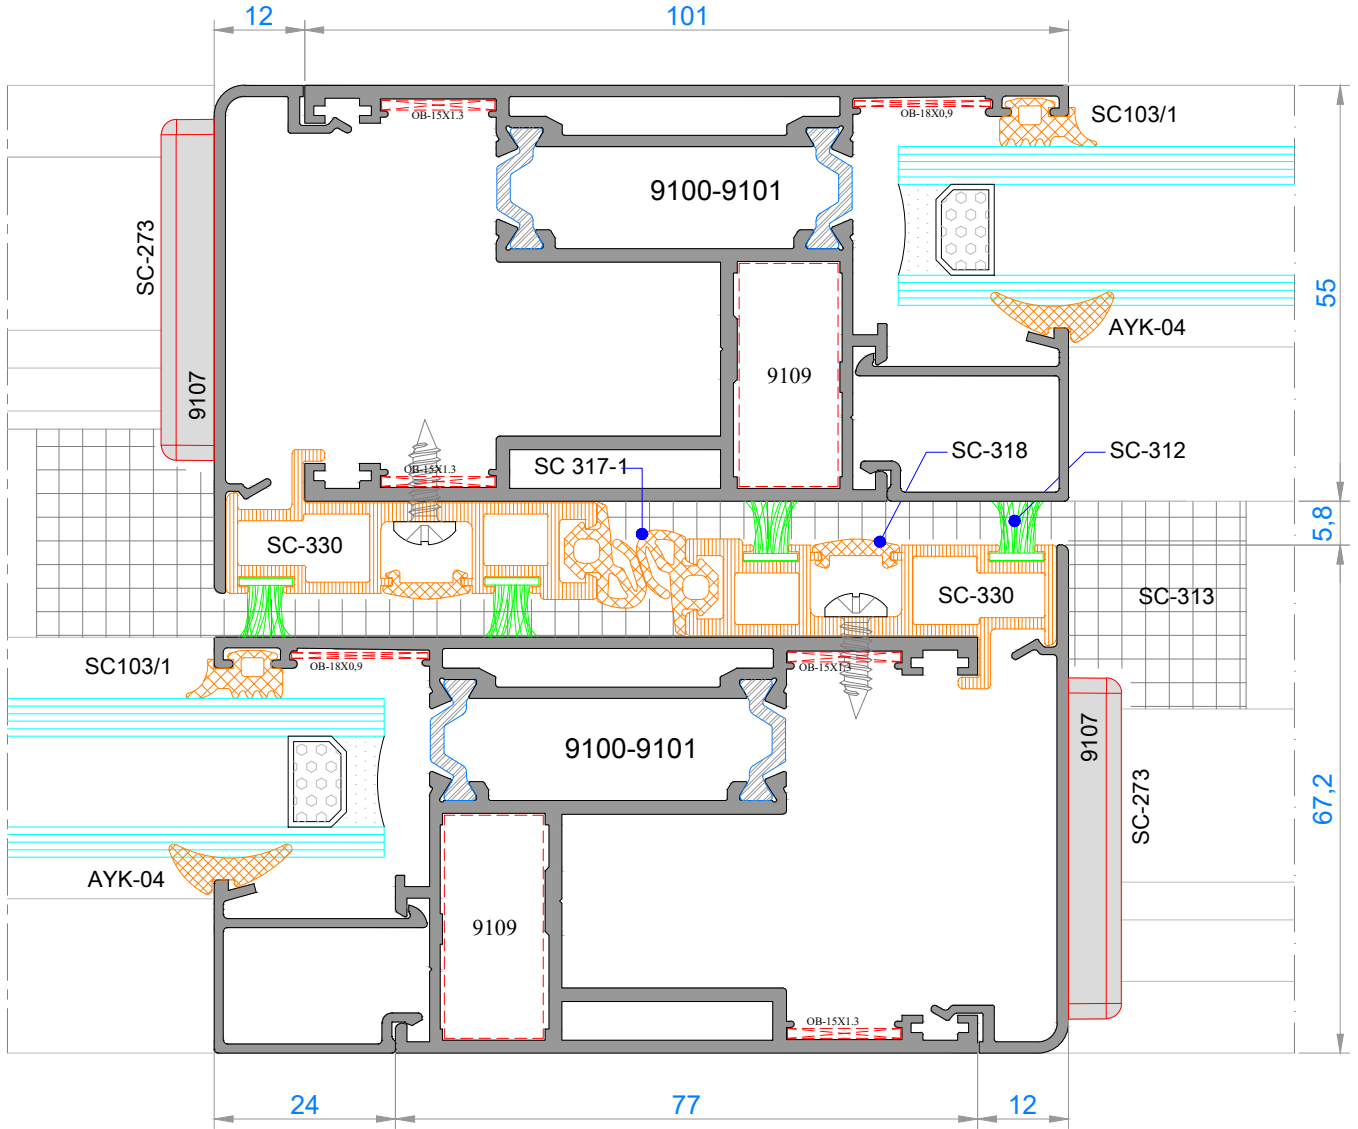 12
101
SC103/1
OB-15X1.3
OB-18X0,9
9100-9101
SC-273
55
AYK-04
9107
9109
SC-318
SC-312
OB-15X1.3
SC 317-1
5,8
SC-330
SC-330
SC-313
SC103/1
OB-18X0,9
OB-15X1.3
9100-9101
9107
SC-273
67,2
AYK-04
9109
OB-15X1.3
24
77
12